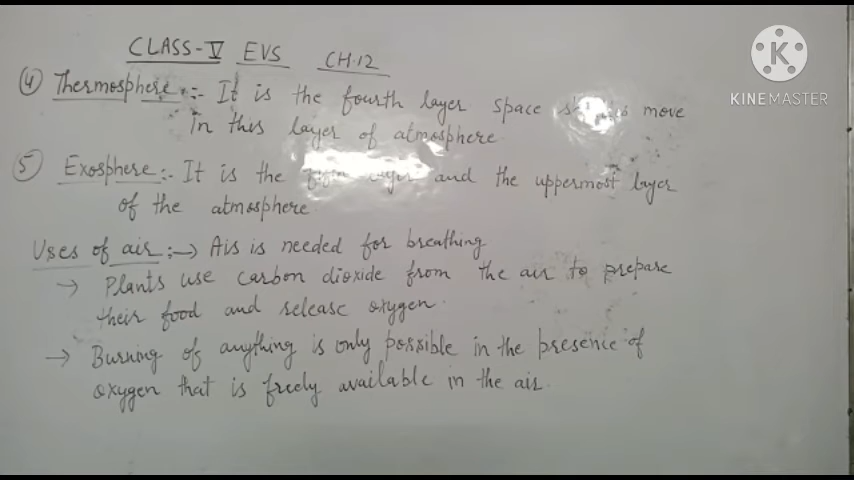 CLASS-V EVS CH.12
K
KINEMASTER
④ Thermosphere :- It is the fourth layer space move
in this layer of atmosphere.
⑤ Exosphere :- It is the layer and the uppermost layer
of the atmosphere.
Uses of air :- → Air is needed for breathing
→ Plants use carbon dioxide from the air to prepare
their food and release oxygen.
→ Burning of anything is only possible in the presence of
oxygen that is freely available in the air.